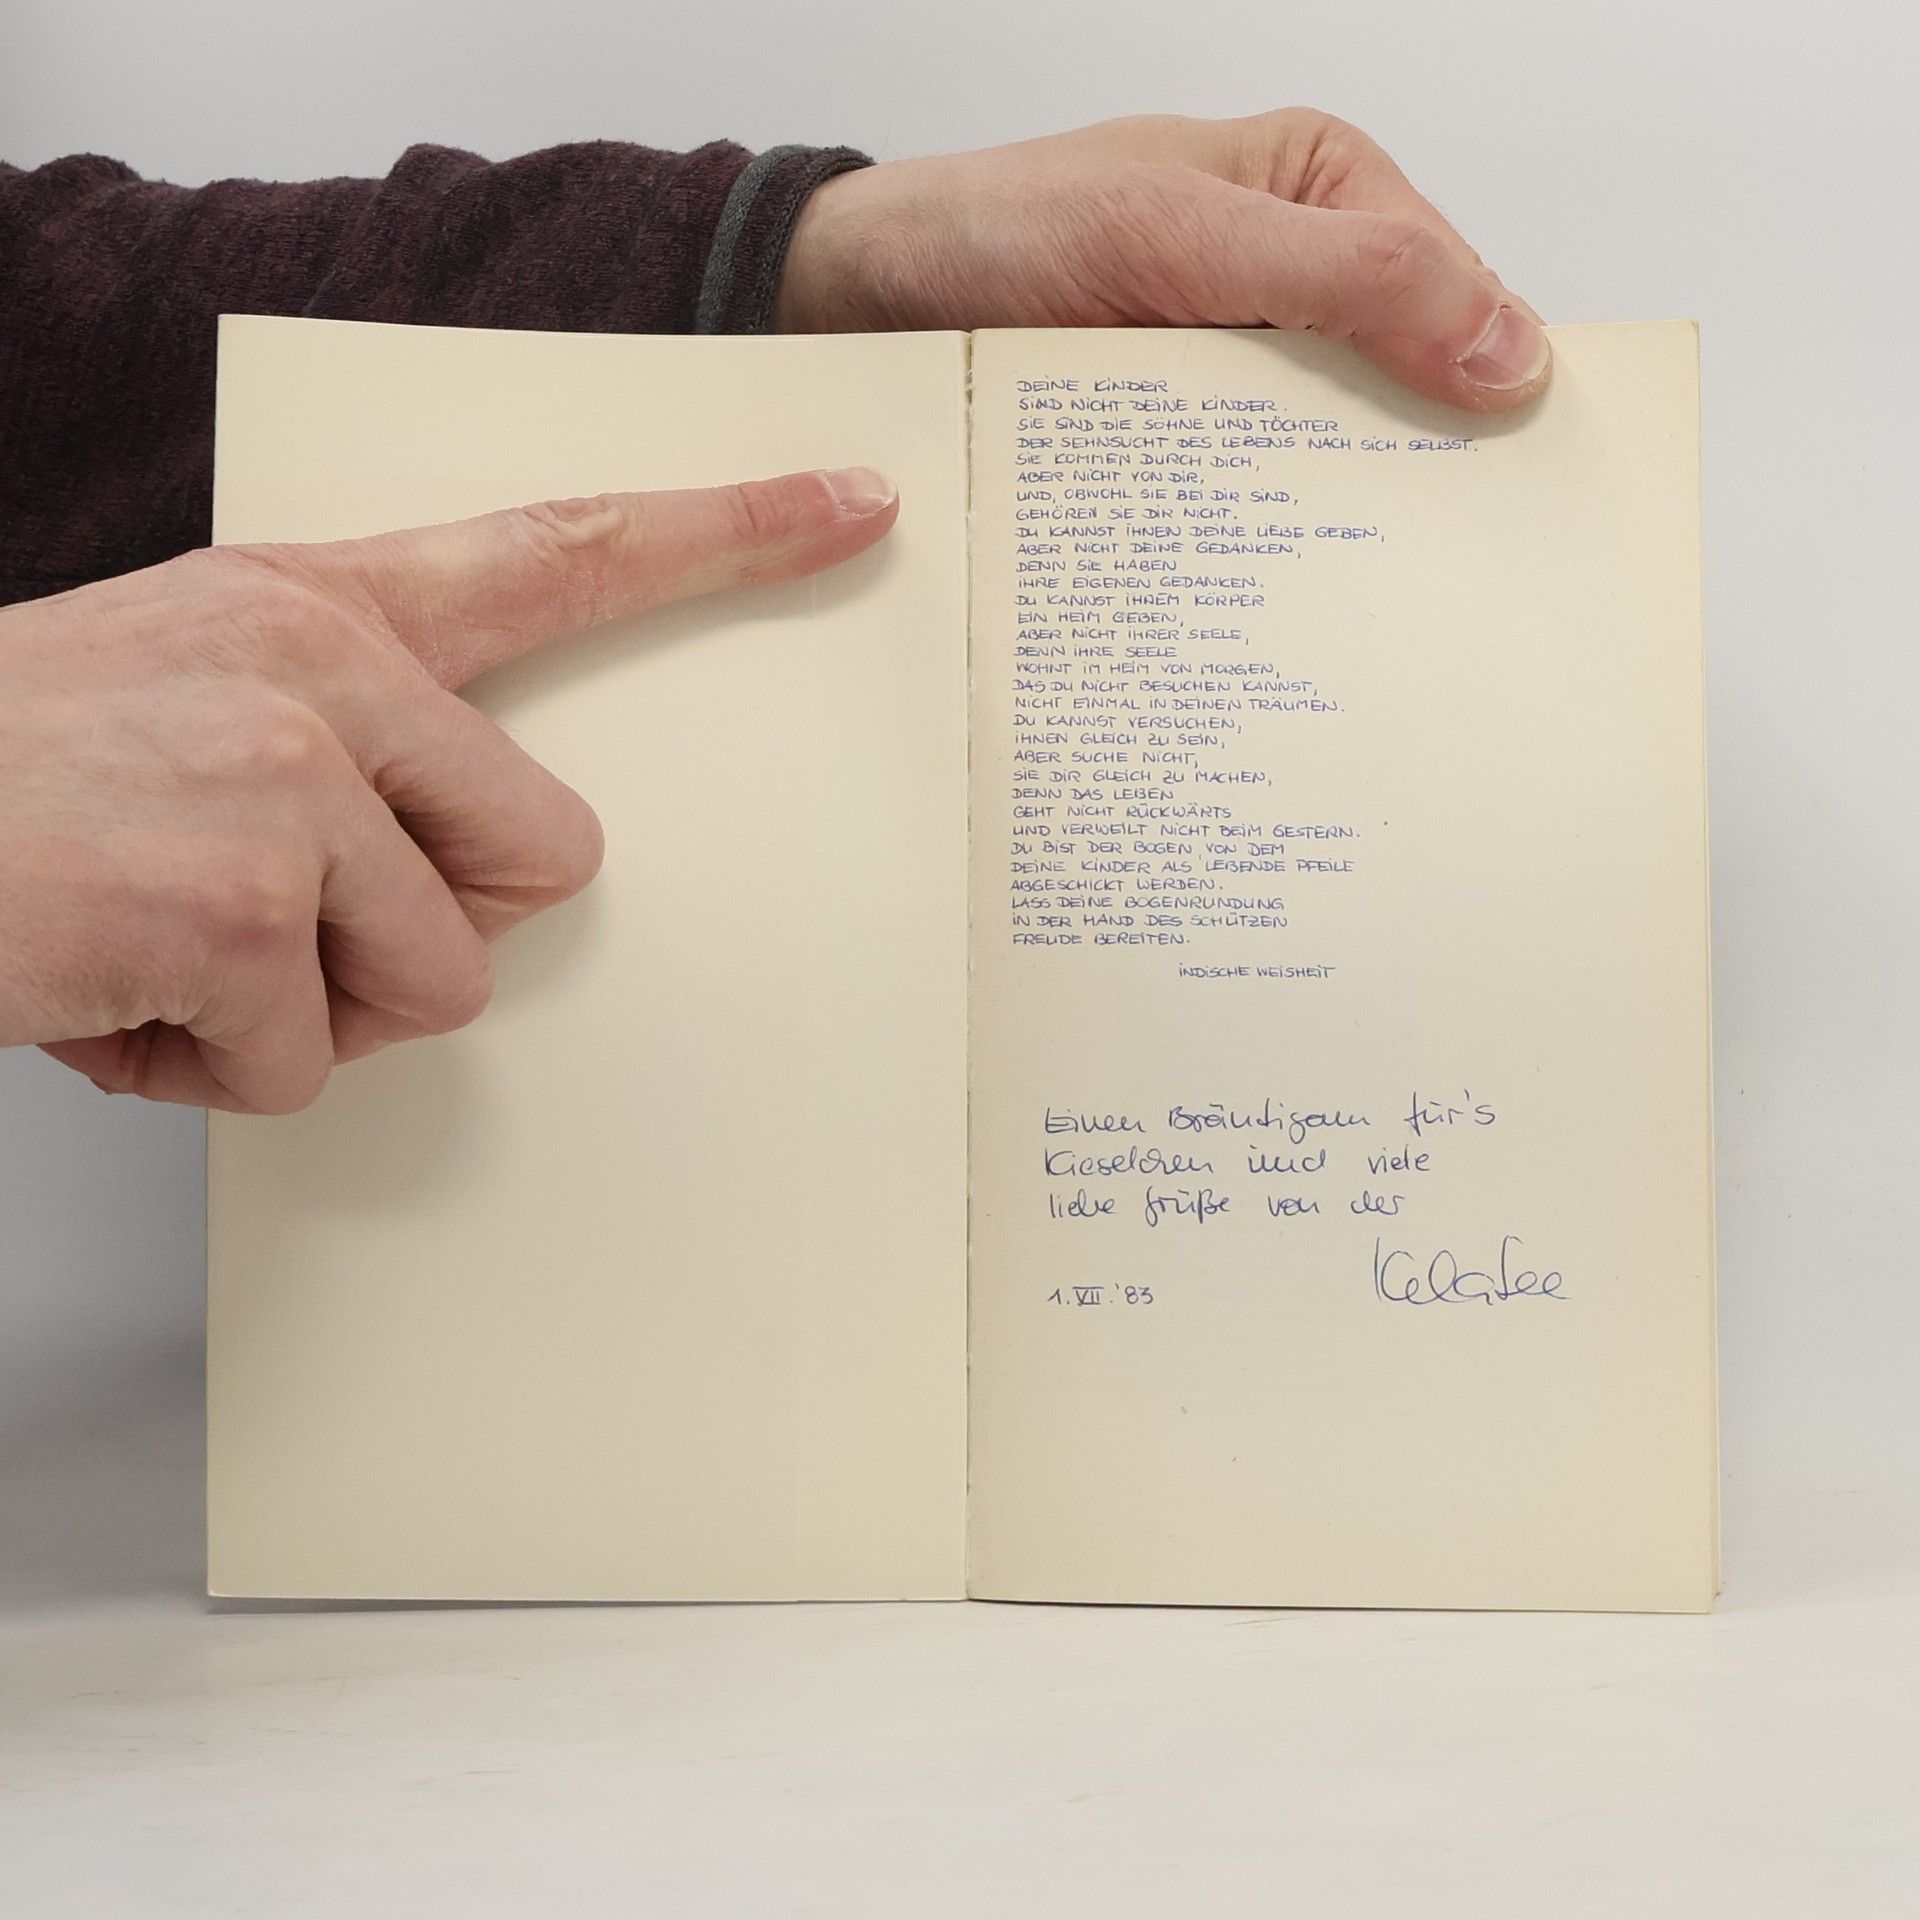 DEINE KINDER
SIND NICHT DEINE KINDER.
SIE SIND DIE SÖHNE UND TÖCHTER
DER SEHNSUCHT DES LEBENS NACH SICH SELBST.
SIE KOMMEN DURCH DICH,
ABER NICHT VON DIR,
UND, OBWOHL SIE BEI DIR SIND,
GEHÖREN SIE DIR NICHT.
DU KANNST IHNEN DEINE LIEBE GEBEN,
ABER NICHT DEINE GEDANKEN,
DENN SIE HABEN
IHRE EIGENEN GEDANKEN.
DU KANNST IHREM KÖRPER
EIN HEIM GEBEN,
ABER NICHT IHRER SEELE,
DENN IHRE SEELE
WOHNT IM HEIM VON MORGEN,
DAS DU NICHT BESUCHEN KANNST,
NICHT EINMAL IN DEINEN TRÄUMEN.
DU KANNST VERSUCHEN,
IHNEN GLEICH ZU SEIN,
ABER SUCHE NICHT,
SIE DIR GLEICH ZU MACHEN,
DENN DAS LEBEN
GEHT NICHT RÜCKWÄRTS
UND VERWEILT NICHT BEIM GESTERN.
DU BIST DER BOGEN, VON DEM
DEINE KINDER ALS LEBENDE PFEILE
ABGESCHICKT WERDEN.
LASS DEINE BOGENRUNDUNG
IN DER HAND DES SCHÜTZEN
FREUDE BEREITEN.
INDISCHE WEISHEIT
Einen Bräutigam für's
Kieselchen und viele
liebe Grüße von der
1. VII. '83